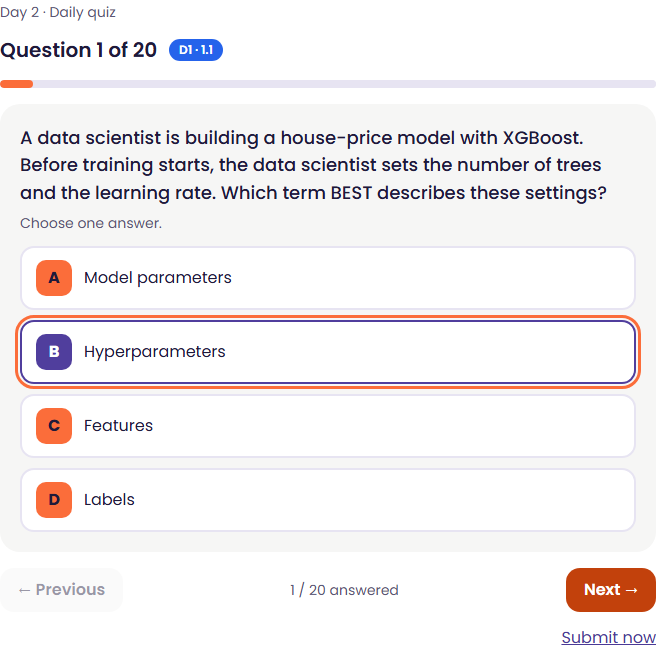 Day 2 · Daily quiz
Question 1 of 20 D1 · 1.1
A data scientist is building a house-price model with XGBoost.
Before training starts, the data scientist sets the number of trees
and the learning rate. Which term BEST describes these settings?
Choose one answer.
A Model parameters
B Hyperparameters
C Features
D Labels
← Previous 1 / 20 answered Next →
Submit now